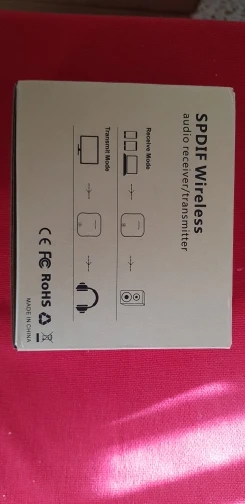 SPDIF Wireless
audio receiver/transmitter
Receive Mode
Transmit Mode
CE FC RoHS
MADE IN CHINA